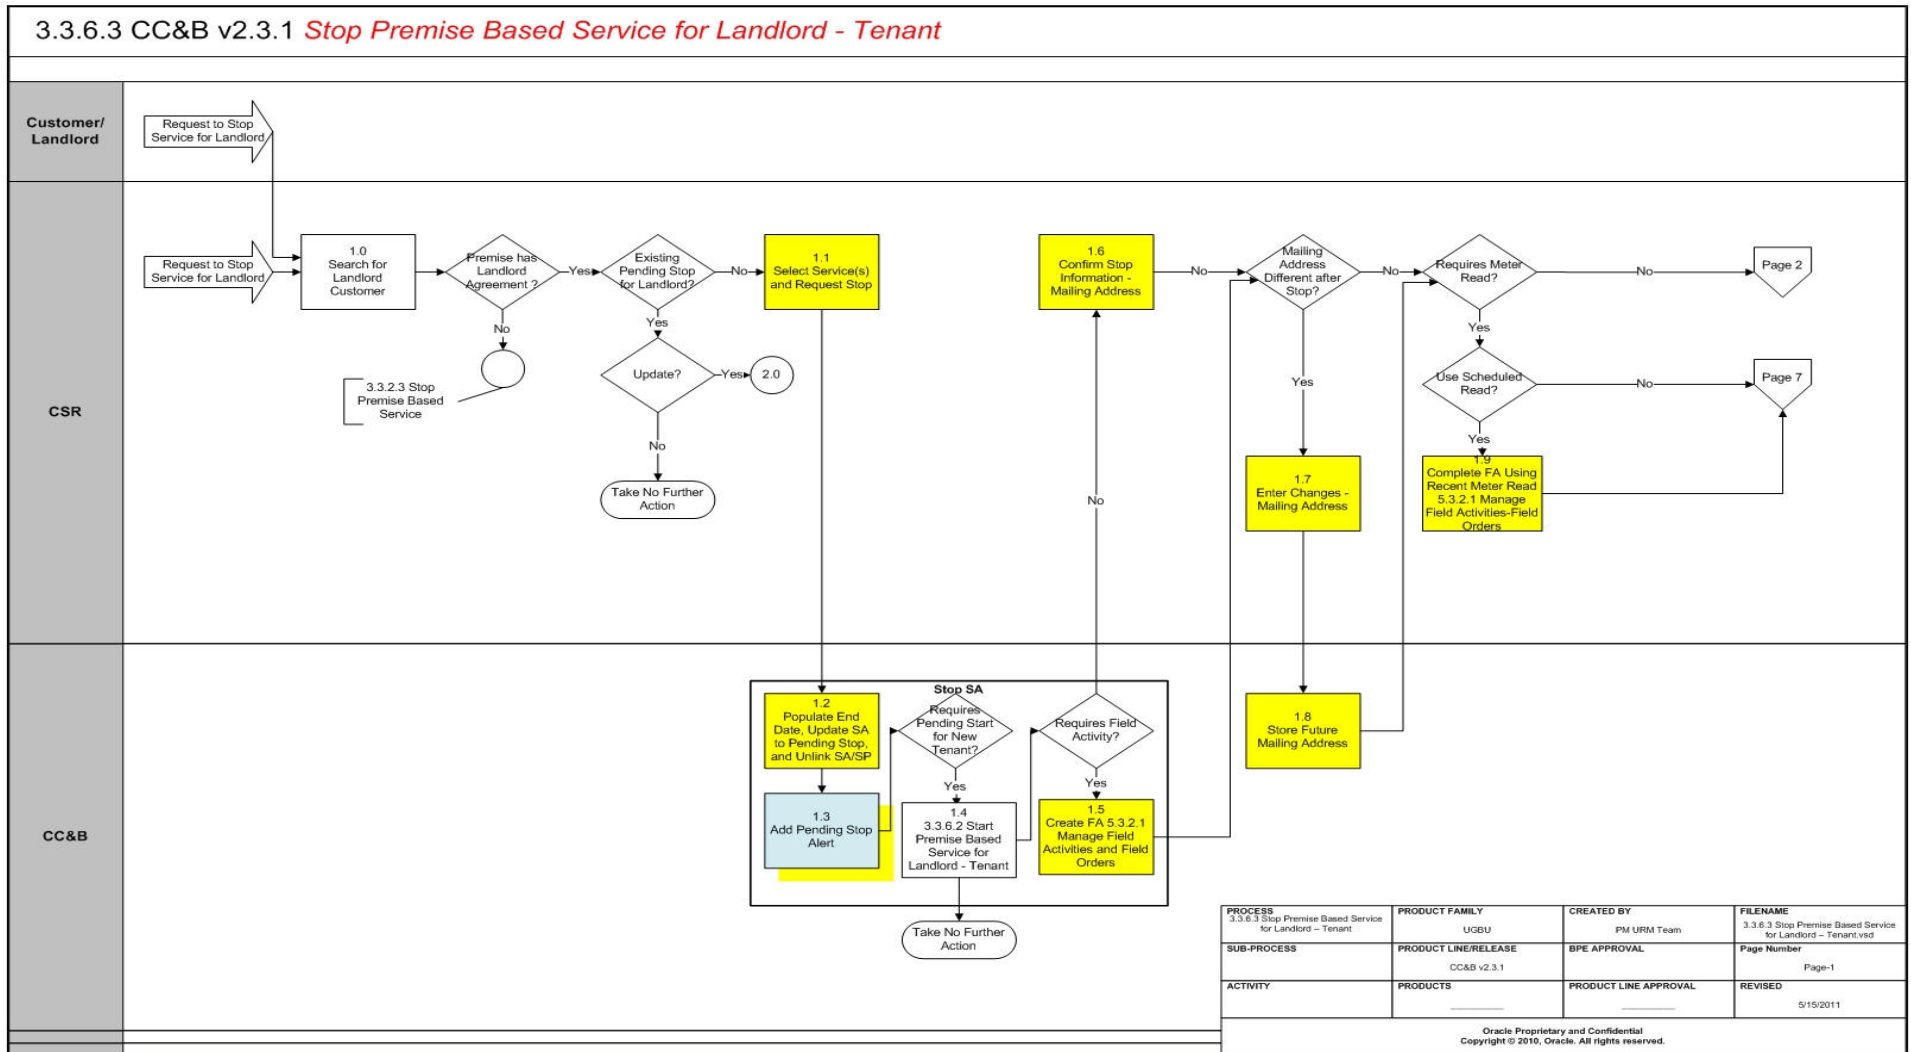 3.3.6.3 CC&B v2.3.1 Stop Premise Based Service for Landlord - Tenant
Customer/
Landlord
Request to Stop
Service for Landlord
CSR
Request to Stop
Service for Landlord
1.0
Search for
Landlord
Customer
Premise has
Landlord
Agreement ?
Yes
No
3.3.2.3 Stop
Premise Based
Service
Existing
Pending Stop
for Landlord?
No
Yes
Update?
Yes
2.0
No
Take No Further
Action
1.1
Select Service(s)
and Request Stop
1.6
Confirm Stop
Information -
Mailing Address
No
No
Mailing
Address
Different after
Stop?
No
Yes
1.7
Enter Changes -
Mailing Address
Requires Meter
Read?
No
Page 2
Yes
Use Scheduled
Read?
No
Page 7
Yes
1.9
Complete FA Using
Recent Meter Read
5.3.2.1 Manage
Field Activities-Field
Orders
CC&B
Stop SA
1.2
Populate End
Date, Update SA
to Pending Stop,
and Unlink SA/SP
1.3
Add Pending Stop
Alert
Requires
Pending Start
for New
Tenant?
Yes
1.4
3.3.6.2 Start
Premise Based
Service for
Landlord - Tenant
Take No Further
Action
Requires Field
Activity?
Yes
1.5
Create FA 5.3.2.1
Manage Field
Activities and Field
Orders
1.8
Store Future
Mailing Address
PROCESS
3.3.6.3 Stop Premise Based Service
for Landlord – Tenant
PRODUCT FAMILY
UGBU
CREATED BY
PM URM Team
FILENAME
3.3.6.3 Stop Premise Based Service
for Landlord – Tenant.vsd
SUB-PROCESS
PRODUCT LINE/RELEASE
CC&B v2.3.1
BPE APPROVAL
Page Number
Page-1
ACTIVITY
PRODUCTS
PRODUCT LINE APPROVAL
REVISED
5/15/2011
Oracle Proprietary and Confidential
Copyright © 2010, Oracle. All rights reserved.